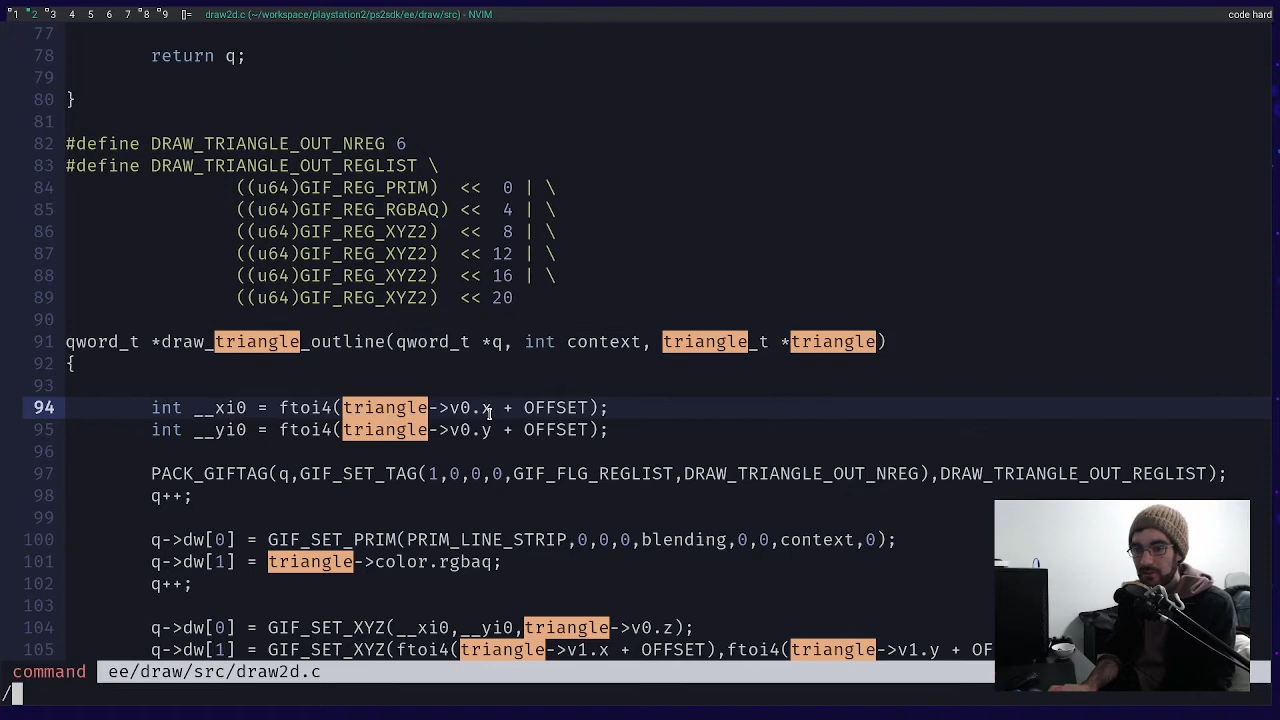 1 2 3 4 5 6 7 8 9 []= draw2d.c (~/workspace/playstation2/ps2sdk/ee/draw/src) - NVIM code hard
77
78 return q;
79
80 }
81
82 #define DRAW_TRIANGLE_OUT_NREG 6
83 #define DRAW_TRIANGLE_OUT_REGLIST \
84 ((u64)GIF_REG_PRIM) << 0 | \
85 ((u64)GIF_REG_RGBAQ) << 4 | \
86 ((u64)GIF_REG_XYZ2) << 8 | \
87 ((u64)GIF_REG_XYZ2) << 12 | \
88 ((u64)GIF_REG_XYZ2) << 16 | \
89 ((u64)GIF_REG_XYZ2) << 20
90
91 qword_t *draw_triangle_outline(qword_t *q, int context, triangle_t *triangle)
92 {
93
94 int __xi0 = ftoi4(triangle->v0.x + OFFSET);
95 int __yi0 = ftoi4(triangle->v0.y + OFFSET);
96
97 PACK_GIFTAG(q,GIF_SET_TAG(1,0,0,0,GIF_FLG_REGLIST,DRAW_TRIANGLE_OUT_NREG),DRAW_TRIANGLE_OUT_REGLIST);
98 q++;
99
100 q->dw[0] = GIF_SET_PRIM(PRIM_LINE_STRIP,0,0,0,blending,0,0,context,0);
101 q->dw[1] = triangle->color.rgbaq;
102 q++;
103
104 q->dw[0] = GIF_SET_XYZ(__xi0,__yi0,triangle->v0.z);
105 q->dw[1] = GIF_SET_XYZ(ftoi4(triangle->v1.x + OFFSET),ftoi4(triangle->v1.y + OF
command ee/draw/src/draw2d.c
/